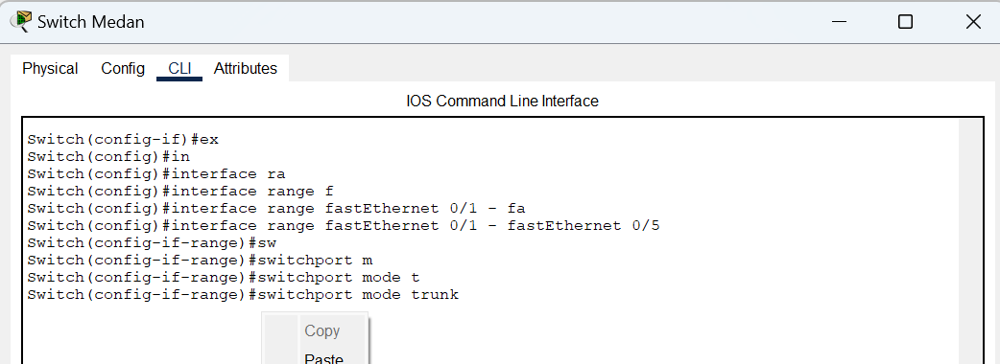 Switch Medan
Physical Config CLI Attributes
IOS Command Line Interface
Switch(config-if)#ex
Switch(config)#in
Switch(config)#interface ra
Switch(config)#interface range f
Switch(config)#interface range fastEthernet 0/1 - fa
Switch(config)#interface range fastEthernet 0/1 - fastEthernet 0/5
Switch(config-if-range)#sw
Switch(config-if-range)#switchport m
Switch(config-if-range)#switchport mode t
Switch(config-if-range)#switchport mode trunk
Copy
Paste